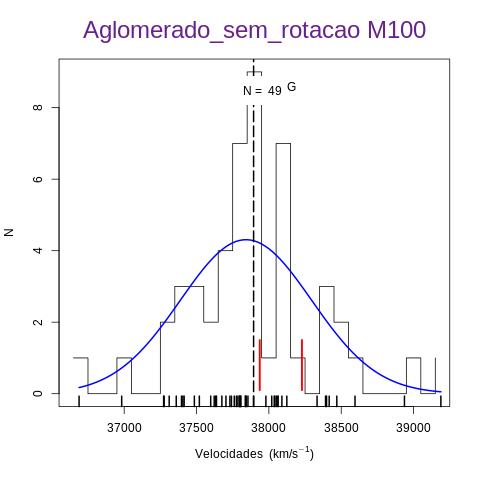 Aglomerado_sem_rotacao M100
N = 49 G
8
6
4
2
0
N
37000 37500 38000 38500 39000
Velocidades (km/s⁻¹)